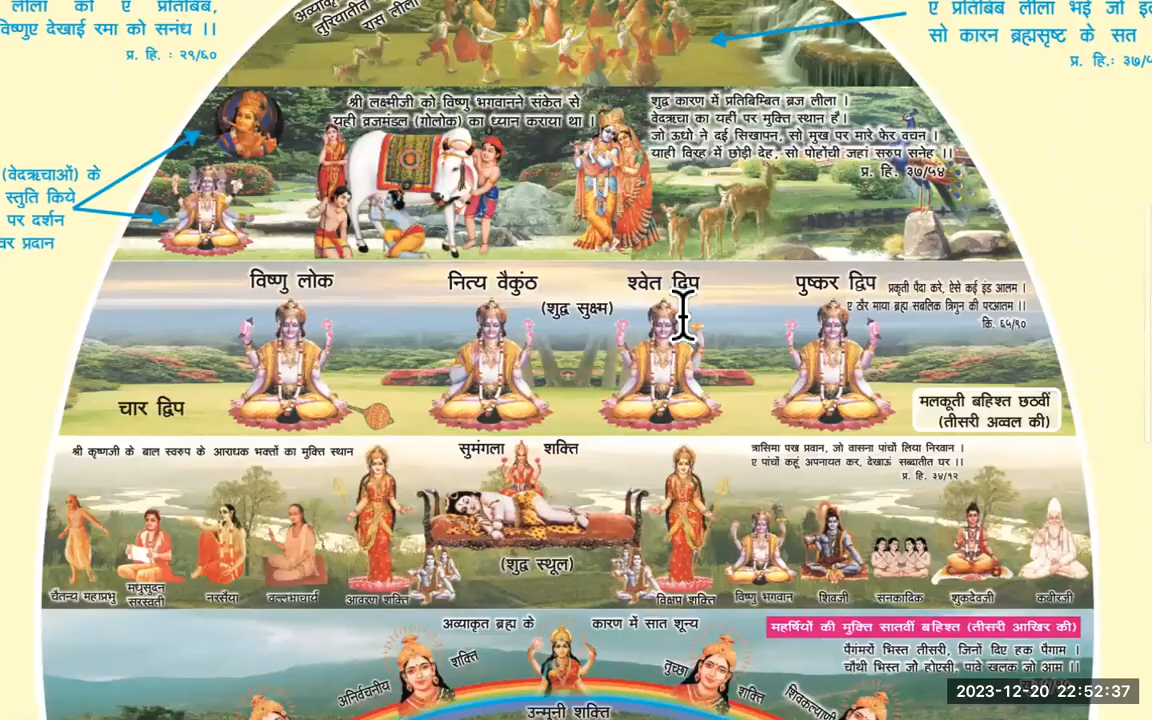 लीला को ए प्रतिबिंब,
विष्णुए देखाई रमा को सनंध ।।
प्र. हि. : २९/६०
तुरियातीत
रास लीला
ए प्रतिबिंब लीला भई जो
सो कारन ब्रह्मसृष्ट के सत
प्र. हि.: ३७/५
श्री लक्ष्मीजी को विष्णु भगवानने संकेत से
यही व्रजमंडल (गोलोक) का ध्यान कराया था ।
शुद्ध कारण में प्रतिबिम्बित ब्रज लीला ।
वेदऋचा का यहीं पर मुक्ति स्थान है।
जो ऊधो ने दई सिखापन, सो मुख पर मारे फेर वचन ।
याही विरह में छोड़ी देह, सो पोहोंची जहां सरुप सनेह ।।
प्र. हि. ३७/५४
(वेदऋचाओं) के
स्तुति किये
पर दर्शन
वर प्रदान
विष्णु लोक
नित्य वैकुंठ
(शुद्ध सुक्ष्म)
श्वेत द्विप
पुष्कर द्विप
प्रकृती पैदा करे, ऐसे कई इंड आलम ।
ए ठौर माया ब्रह्म सबलिक त्रिगुन की परआतम ।।
कि. ६५/१०
चार द्विप
मलकूती बहिश्त छठवीं
(तीसरी अव्वल की)
श्री कृष्णजी के बाल स्वरुप के आराधक भक्तों का मुक्ति स्थान
सुमंगला शक्ति
त्रासिमा पख प्रवान, जो वासना पांचों लिया निरवान ।
ए पांचों कहूं अपनायत कर, देखाऊं सब्दातीत घर ।।
प्र. हि. ३४/१२
(शुद्ध स्थूल)
चैतन्य महाप्रभु
मधुसूदन
सरस्वती
नरसैया
वल्लभाचार्य
आवरण शक्ति
विक्षेप शक्ति
विष्णु भगवान
शिवजी
सनकादिक
शुकदेवजी
कबीरजी
अव्याकृत ब्रह्म के कारण में सात शून्य
महर्षियों की मुक्ति सातवीं बहिश्त (तीसरी आखिर की)
पैगंमरों भिस्त तीसरी, जिनों दिए हक पैगाम ।
चौथी भिस्त जो होएसी, पावे खलक जो आम ।।
अनिर्वचनीय
शक्ति
तुच्छा
शक्ति
उन्मूनी शक्ति
2023-12-20 22:52:37